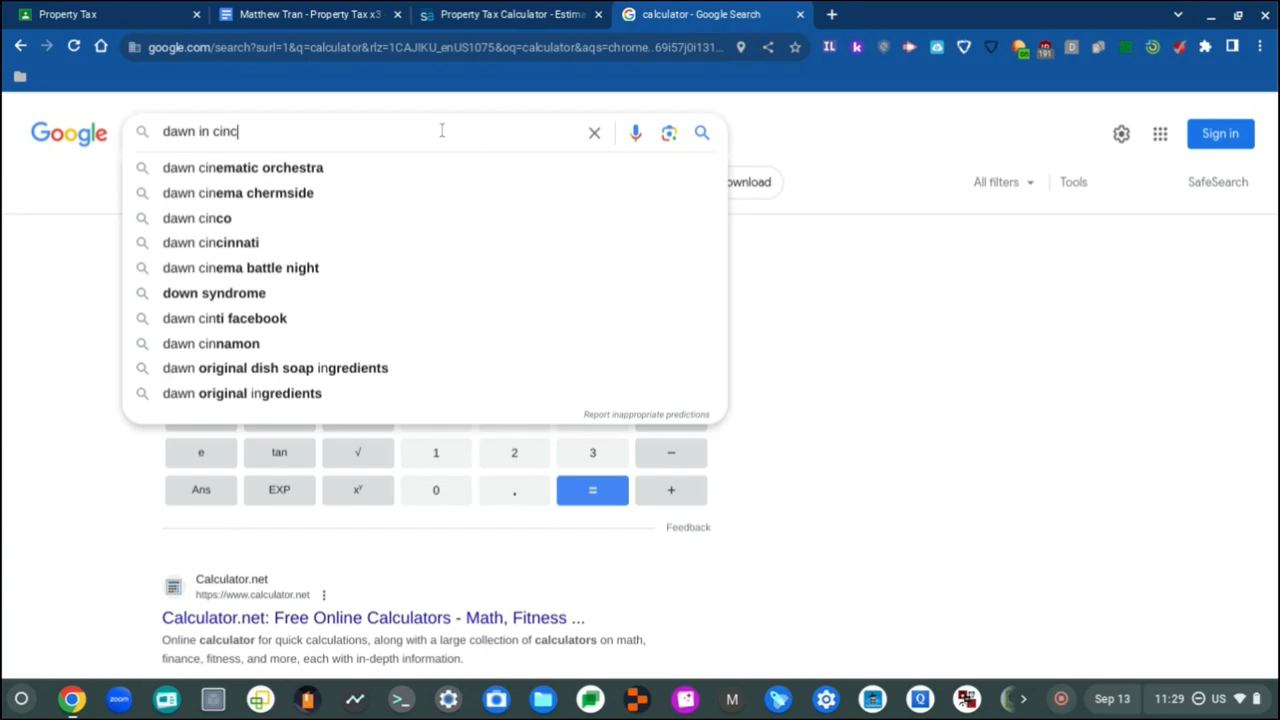 Property Tax
Matthew Tran - Property Tax x3
Property Tax Calculator - Estima
calculator - Google Search
google.com/search?surl=1&q=calculator&rlz=1CAJIKU_enUS1075&oq=calculator&aqs=chrome..69i57j0i131...
IL
k
on
191
D
Google
dawn in cinc
Sign in
dawn cinematic orchestra
dawn cinema chermside
dawn cinco
dawn cincinnati
dawn cinema battle night
down syndrome
dawn cinti facebook
dawn cinnamon
dawn original dish soap ingredients
dawn original ingredients
Report inappropriate predictions
ownload
All filters
Tools
SafeSearch
e tan √ 1 2 3 −
Ans EXP xʸ 0 . = +
Feedback
Calculator.net
https://www.calculator.net
Calculator.net: Free Online Calculators - Math, Fitness ...
Online calculator for quick calculations, along with a large collection of calculators on math,
finance, fitness, and more, each with in-depth information.
zoom
M
Q
Sep 13
11:29
US